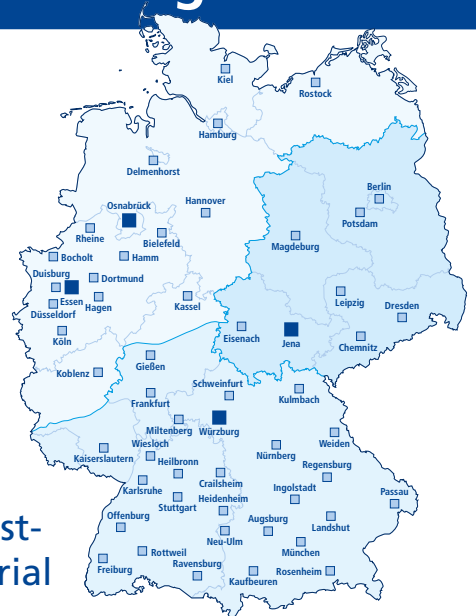 g
Kiel
Rostock
Hamburg
Delmenhorst
Berlin
Osnabrück
Hannover
Potsdam
Rheine
Bielefeld
Magdeburg
Bocholt
Hamm
Duisburg
Dortmund
Essen
Hagen
Düsseldorf
Kassel
Leipzig
Dresden
Köln
Eisenach
Jena
Chemnitz
Gießen
Koblenz
Schweinfurt
Kulmbach
Frankfurt
Miltenberg
Würzburg
Wiesloch
Weiden
Kaiserslautern
Heilbronn
Nürnberg
Regensburg
Karlsruhe
Crailsheim
Ingolstadt
Passau
Stuttgart
Heidenheim
Offenburg
Augsburg
Landshut
st-
Neu-Ulm
München
Rottweil
rial
Freiburg
Ravensburg
Kaufbeuren
Rosenheim